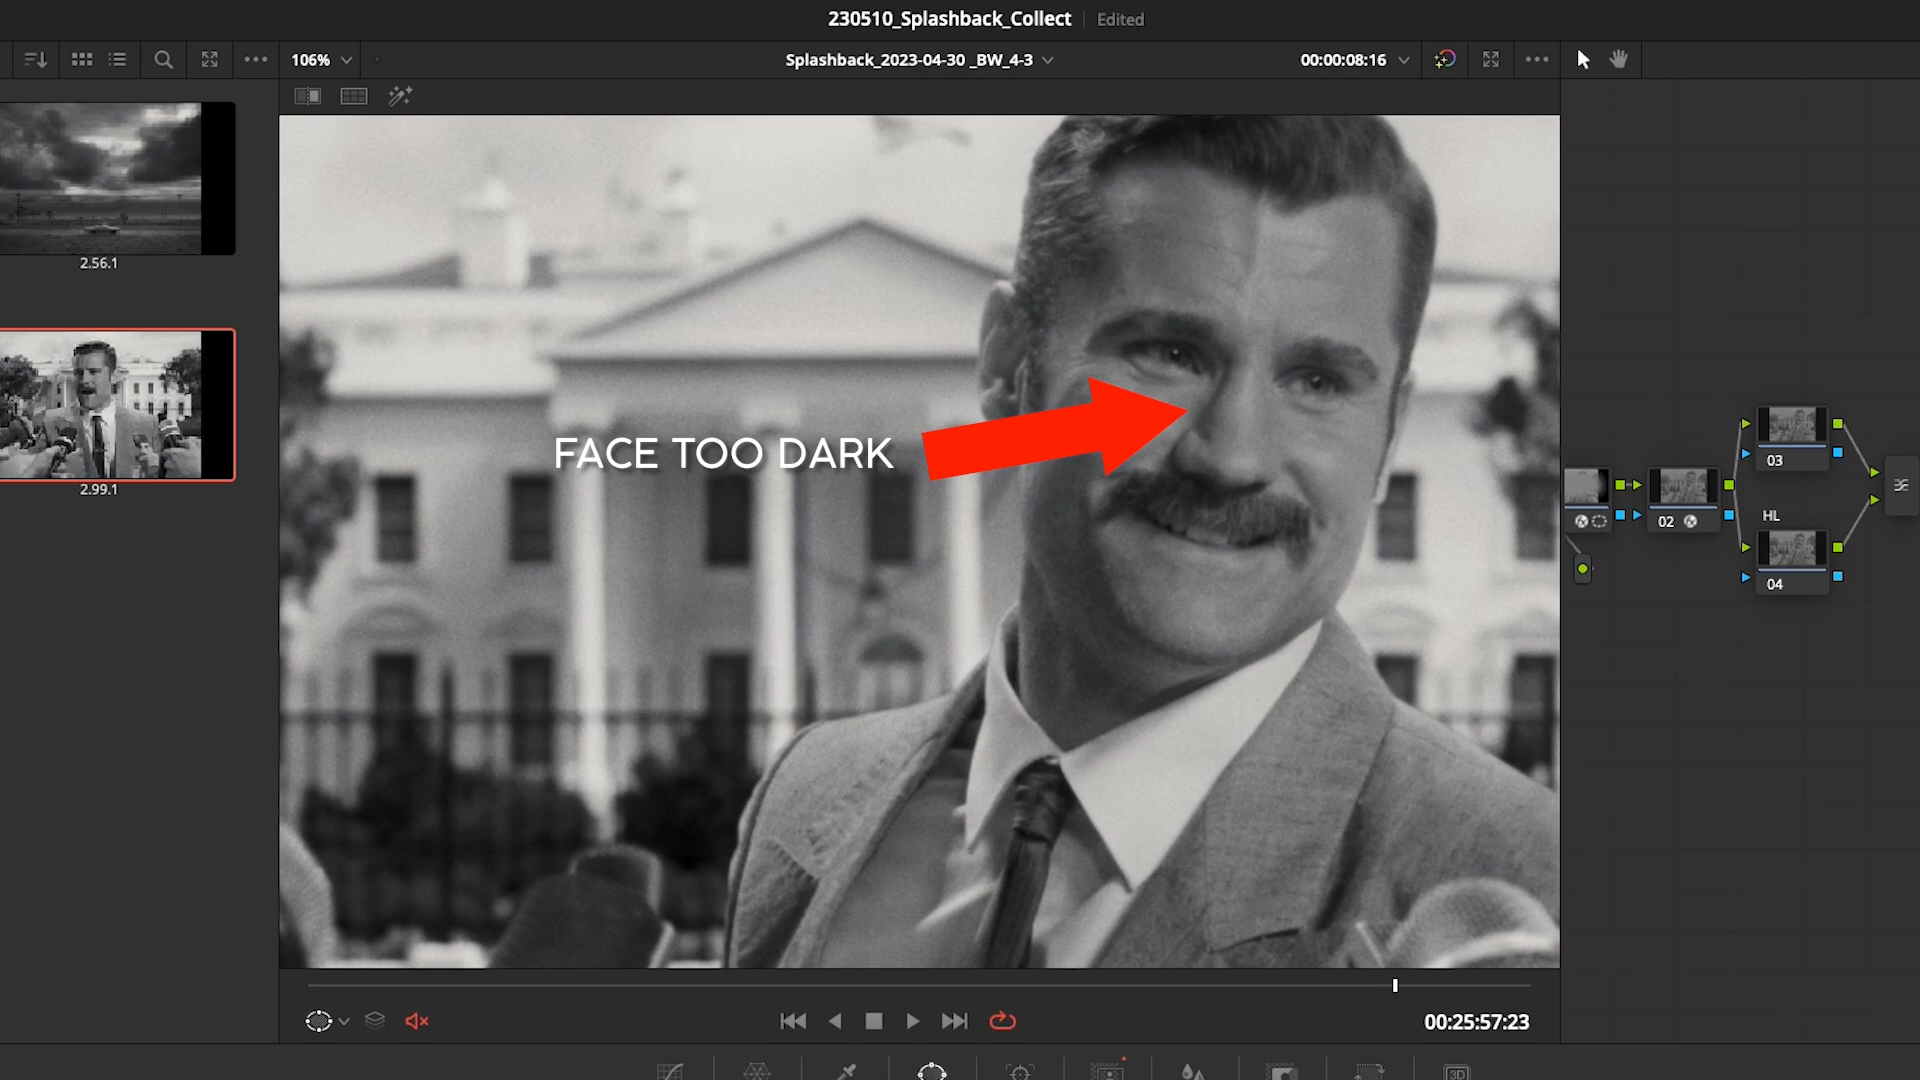 230510_Splashback_Collect Edited
106% Splashback_2023-04-30 _BW_4-3 00:00:08:16
2.56.1
FACE TOO DARK
03
2.99.1
HL
02
04
00:25:57:23
3D